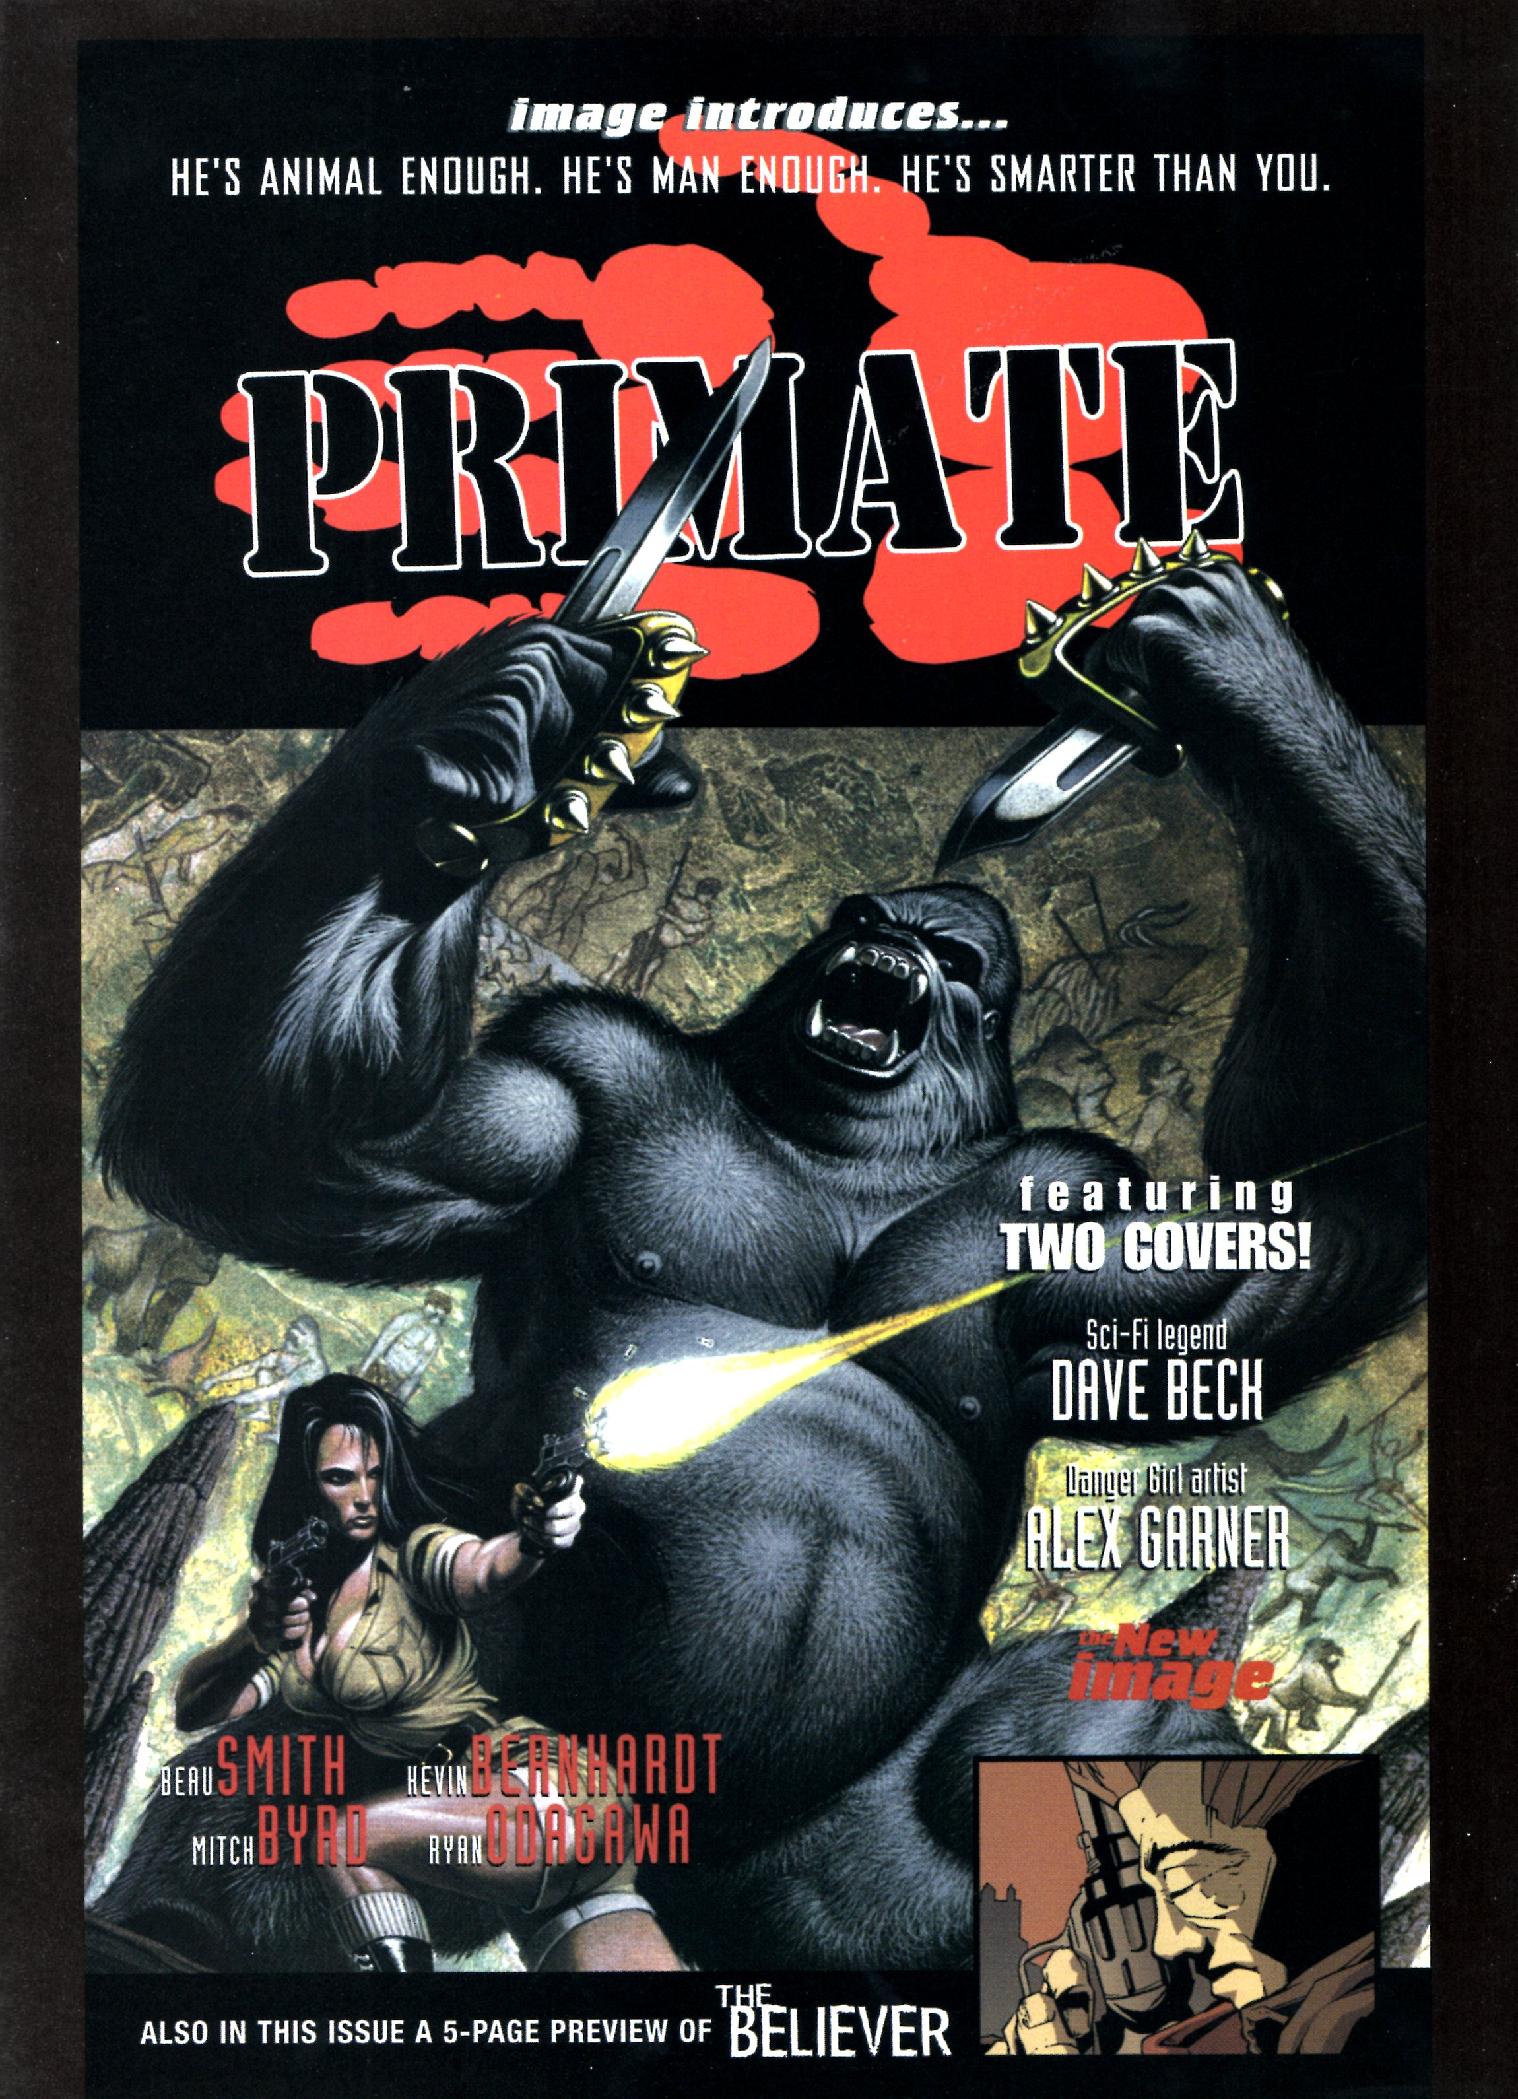 image introduces...
HE'S ANIMAL ENOUGH. HE'S MAN ENOUGH. HE'S SMARTER THAN YOU.
PRIMATE
featuring
TWO COVERS!
Sci-Fi legend
DAVE BECK
Danger Girl artist
ALEX GARNER
the New
image
BEAU SMITH KEVIN BERNHARDT
MITCH BYRD RYAN ODAGAWA
ALSO IN THIS ISSUE A 5-PAGE PREVIEW OF THE BELIEVER